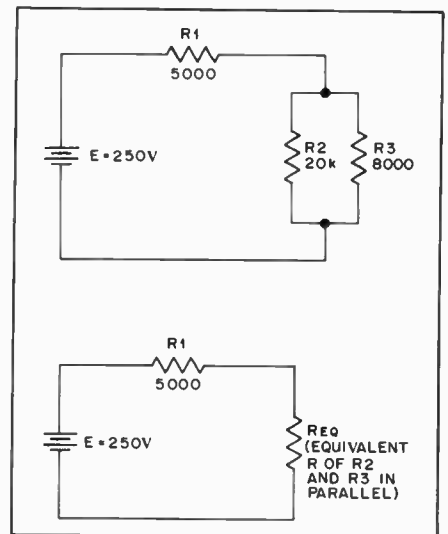 R1
5000
E=250V
R2
20k
R3
8000
R1
5000
E=250V
REQ
(EQUIVALENT
R OF R2
AND R3 IN
PARALLEL)